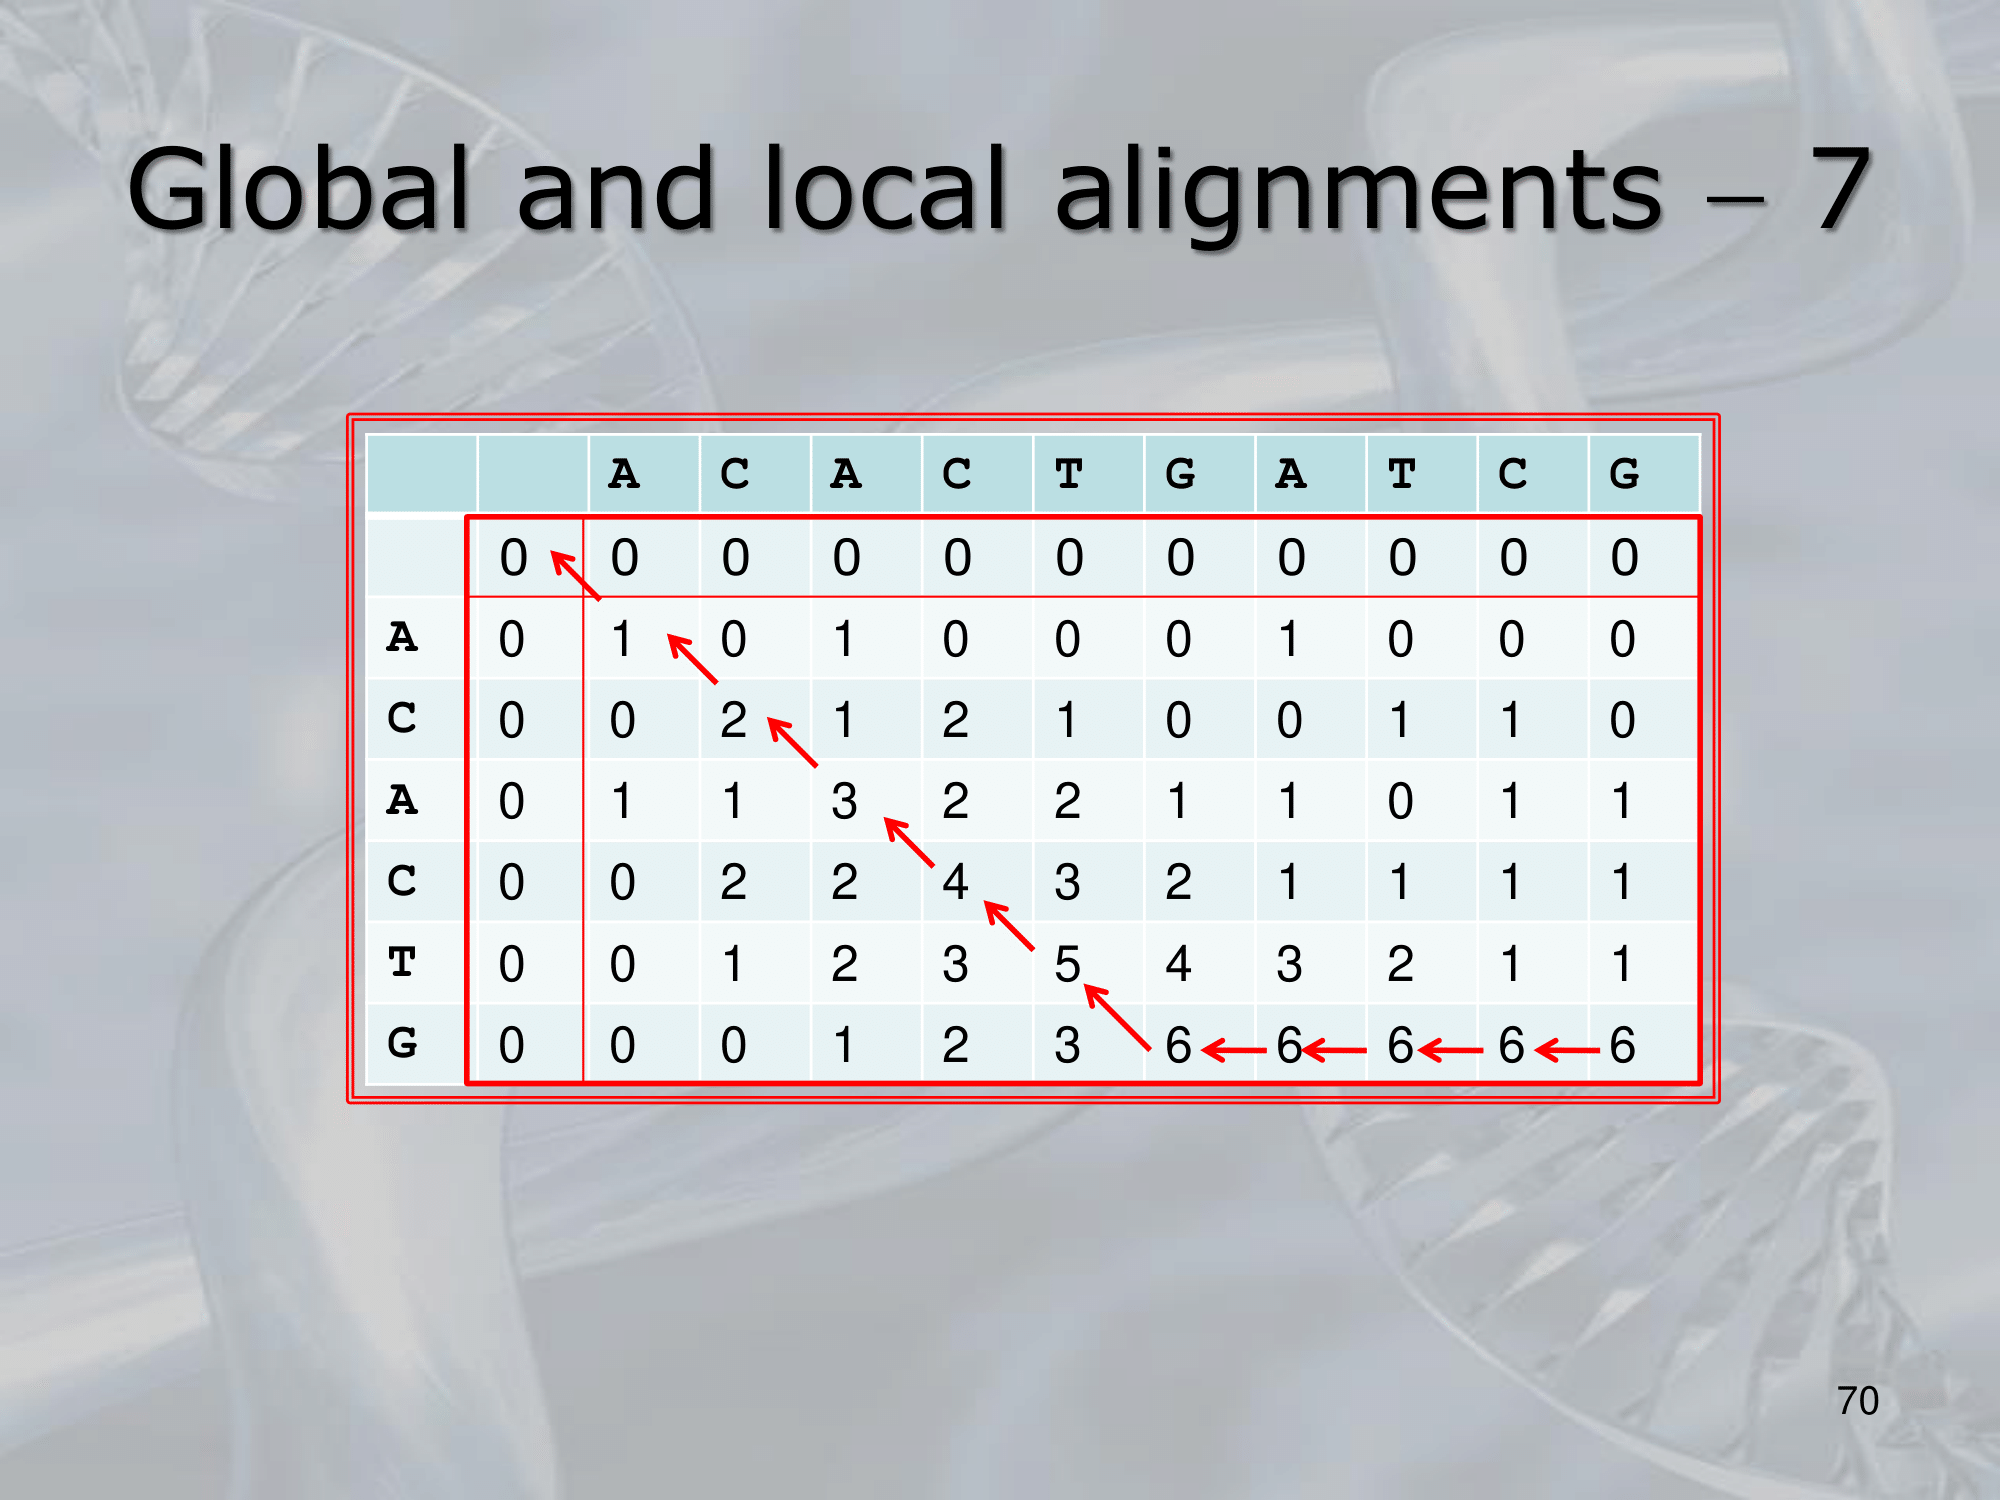 Global and local alignments – 7
A C A C T G A T C G
0 0 0 0 0 0 0 0 0 0 0
A 0 1 0 1 0 0 0 1 0 0 0
C 0 0 2 1 2 1 0 0 1 1 0
A 0 1 1 3 2 2 1 1 0 1 1
C 0 0 2 2 4 3 2 1 1 1 1
T 0 0 1 2 3 5 4 3 2 1 1
G 0 0 0 1 2 3 6 6 6 6 6
70